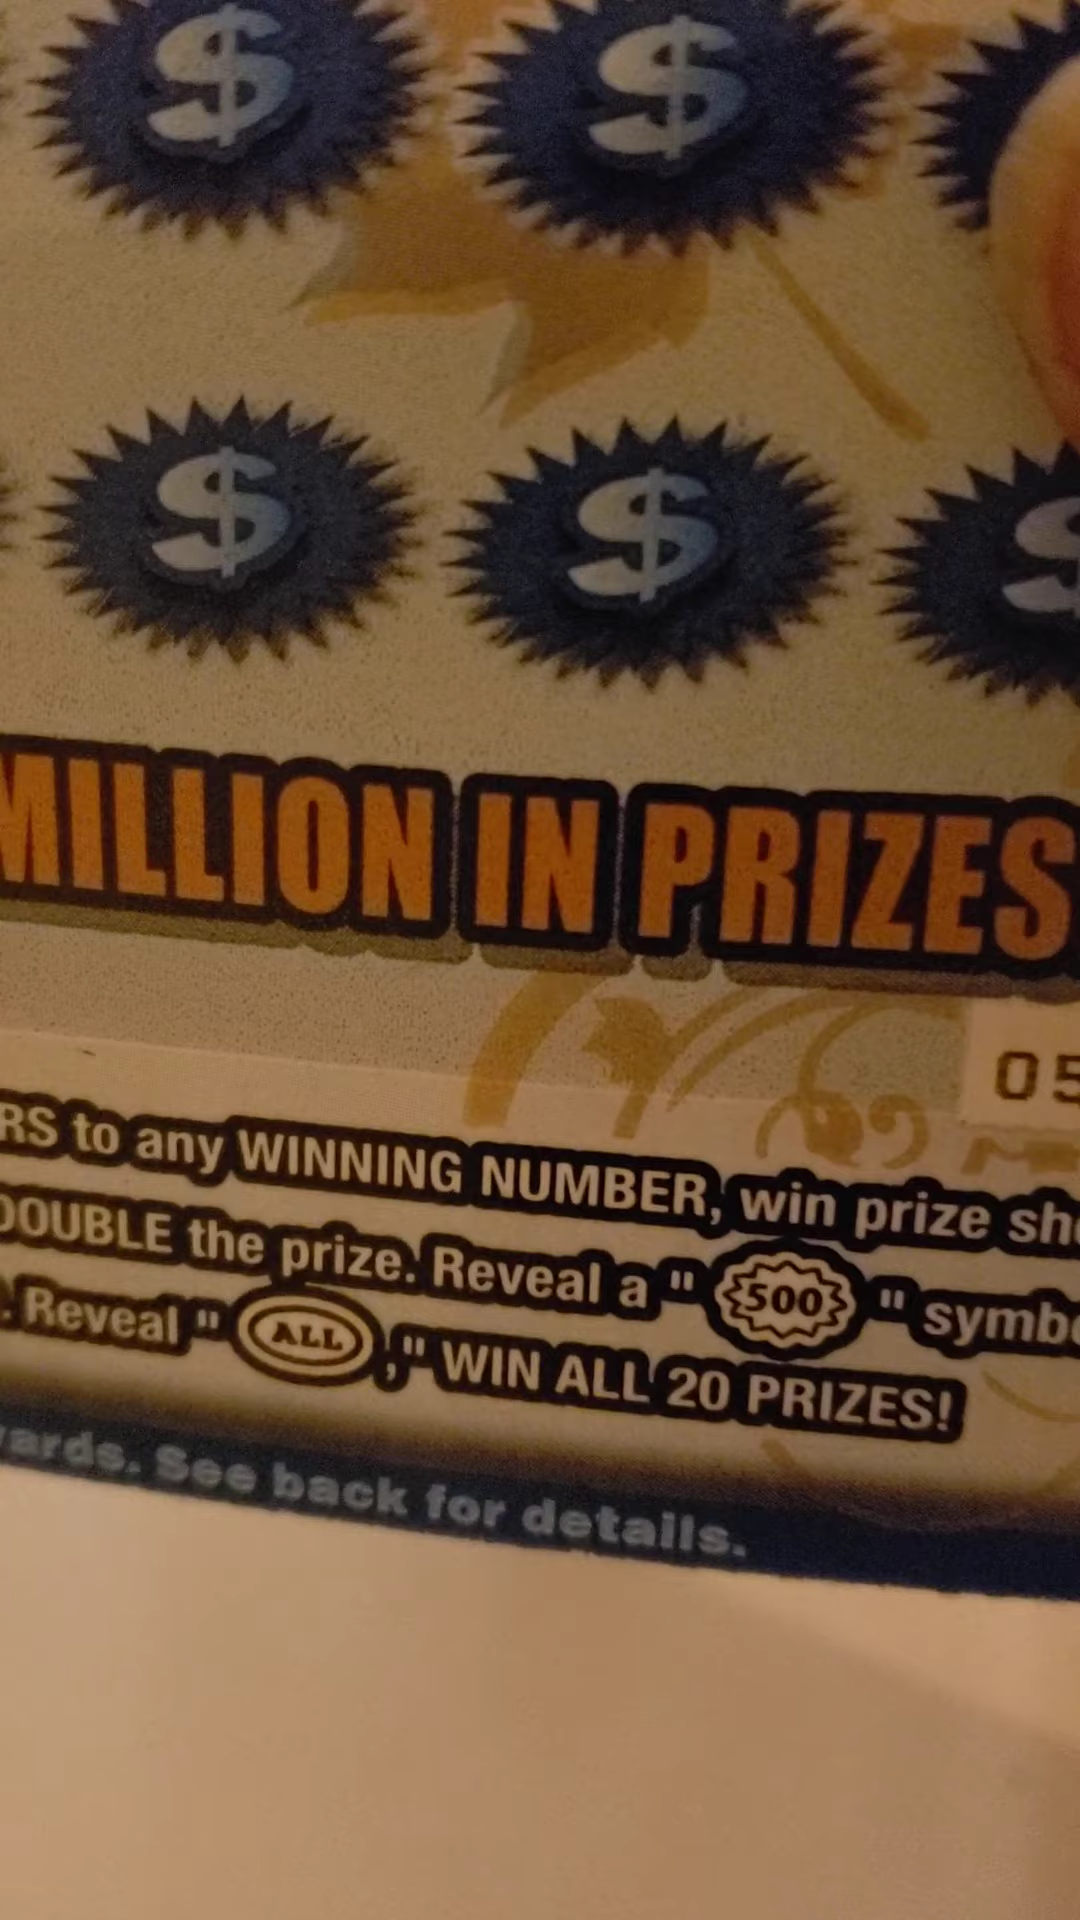 $ $
$ $ $
MILLION IN PRIZES
05
RS to any WINNING NUMBER, win prize sh
DOUBLE the prize. Reveal a " 500 " symb
. Reveal " ALL ," WIN ALL 20 PRIZES!
ards. See back for details.